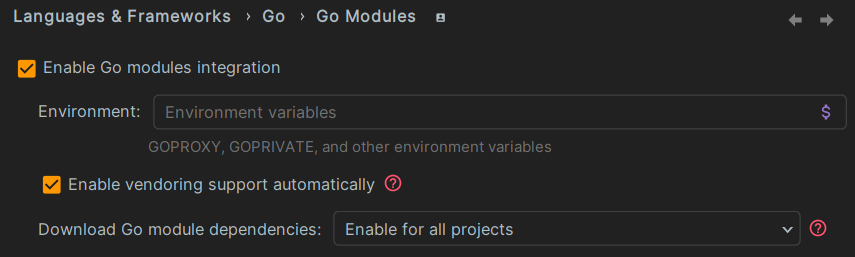 Languages & Frameworks › Go › Go Modules
Enable Go modules integration
Environment: Environment variables $
GOPROXY, GOPRIVATE, and other environment variables
Enable vendoring support automatically ?
Download Go module dependencies: Enable for all projects ?